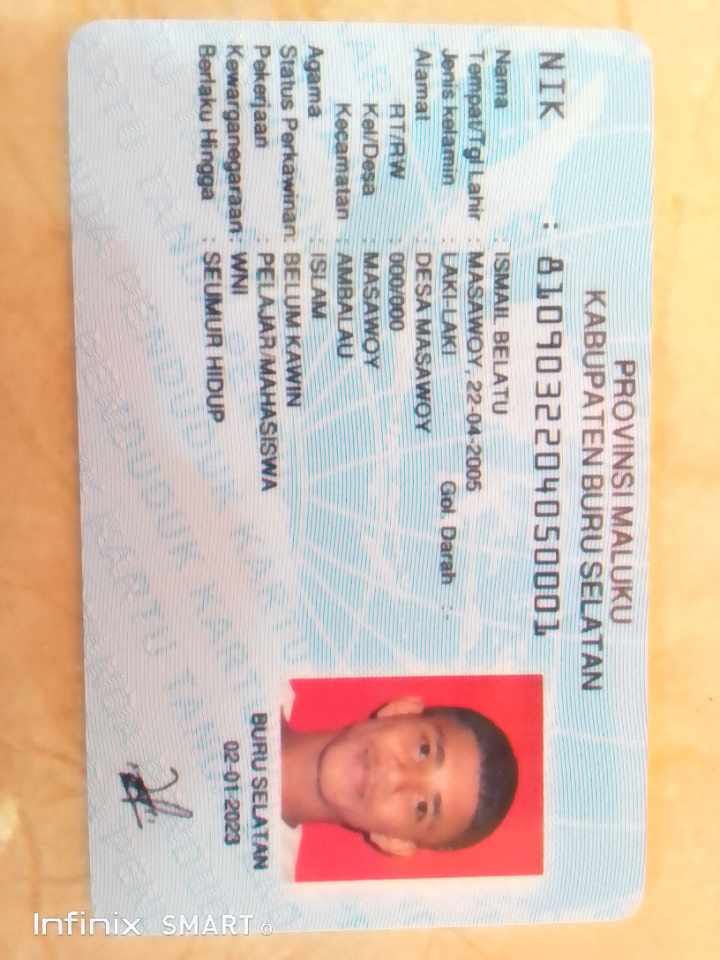 PROVINSI MALUKU
KABUPATEN BURU SELATAN
NIK : 8109032204050001
Nama : ISMAIL BELATU
Tempat/Tgl Lahir : MASAWOY, 22-04-2005
Jenis kelamin : LAKI-LAKI Gol. Darah : -
Alamat : DESA MASAWOY
RT/RW : 000/000
Kel/Desa : MASAWOY
Kecamatan : AMBALAU
Agama : ISLAM
Status Perkawinan: BELUM KAWIN
Pekerjaan : PELAJAR/MAHASISWA
Kewarganegaraan: WNI
Berlaku Hingga : SEUMUR HIDUP
BURU SELATAN
02-01-2023
Infinix SMART 6